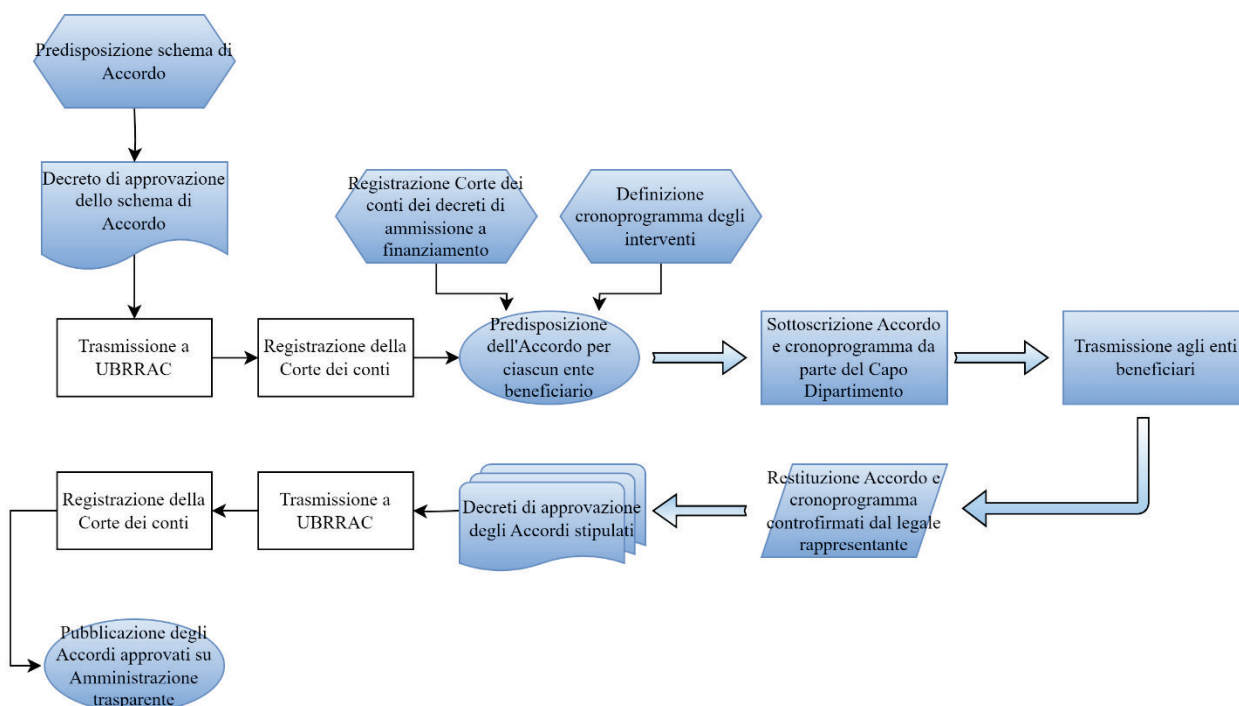 Predisposizione schema di
Accordo
Decreto di approvazione
dello schema di
Accordo
Registrazione Corte dei
conti dei decreti di
ammissione a
finanziamento
Definizione
cronoprogramma degli
interventi
Trasmissione a
UBRRAC
Registrazione della
Corte dei conti
Predisposizione
dell'Accordo per
ciascun ente
beneficiario
Sottoscrizione Accordo
e cronoprogramma da
parte del Capo
Dipartimento
Trasmissione agli enti
beneficiari
Restituzione Accordo e
cronoprogramma
controfirmati dal legale
rappresentante
Decreti di approvazione
degli Accordi stipulati
Trasmissione a
UBRRAC
Registrazione della
Corte dei conti
Pubblicazione degli
Accordi approvati su
Amministrazione
trasparente